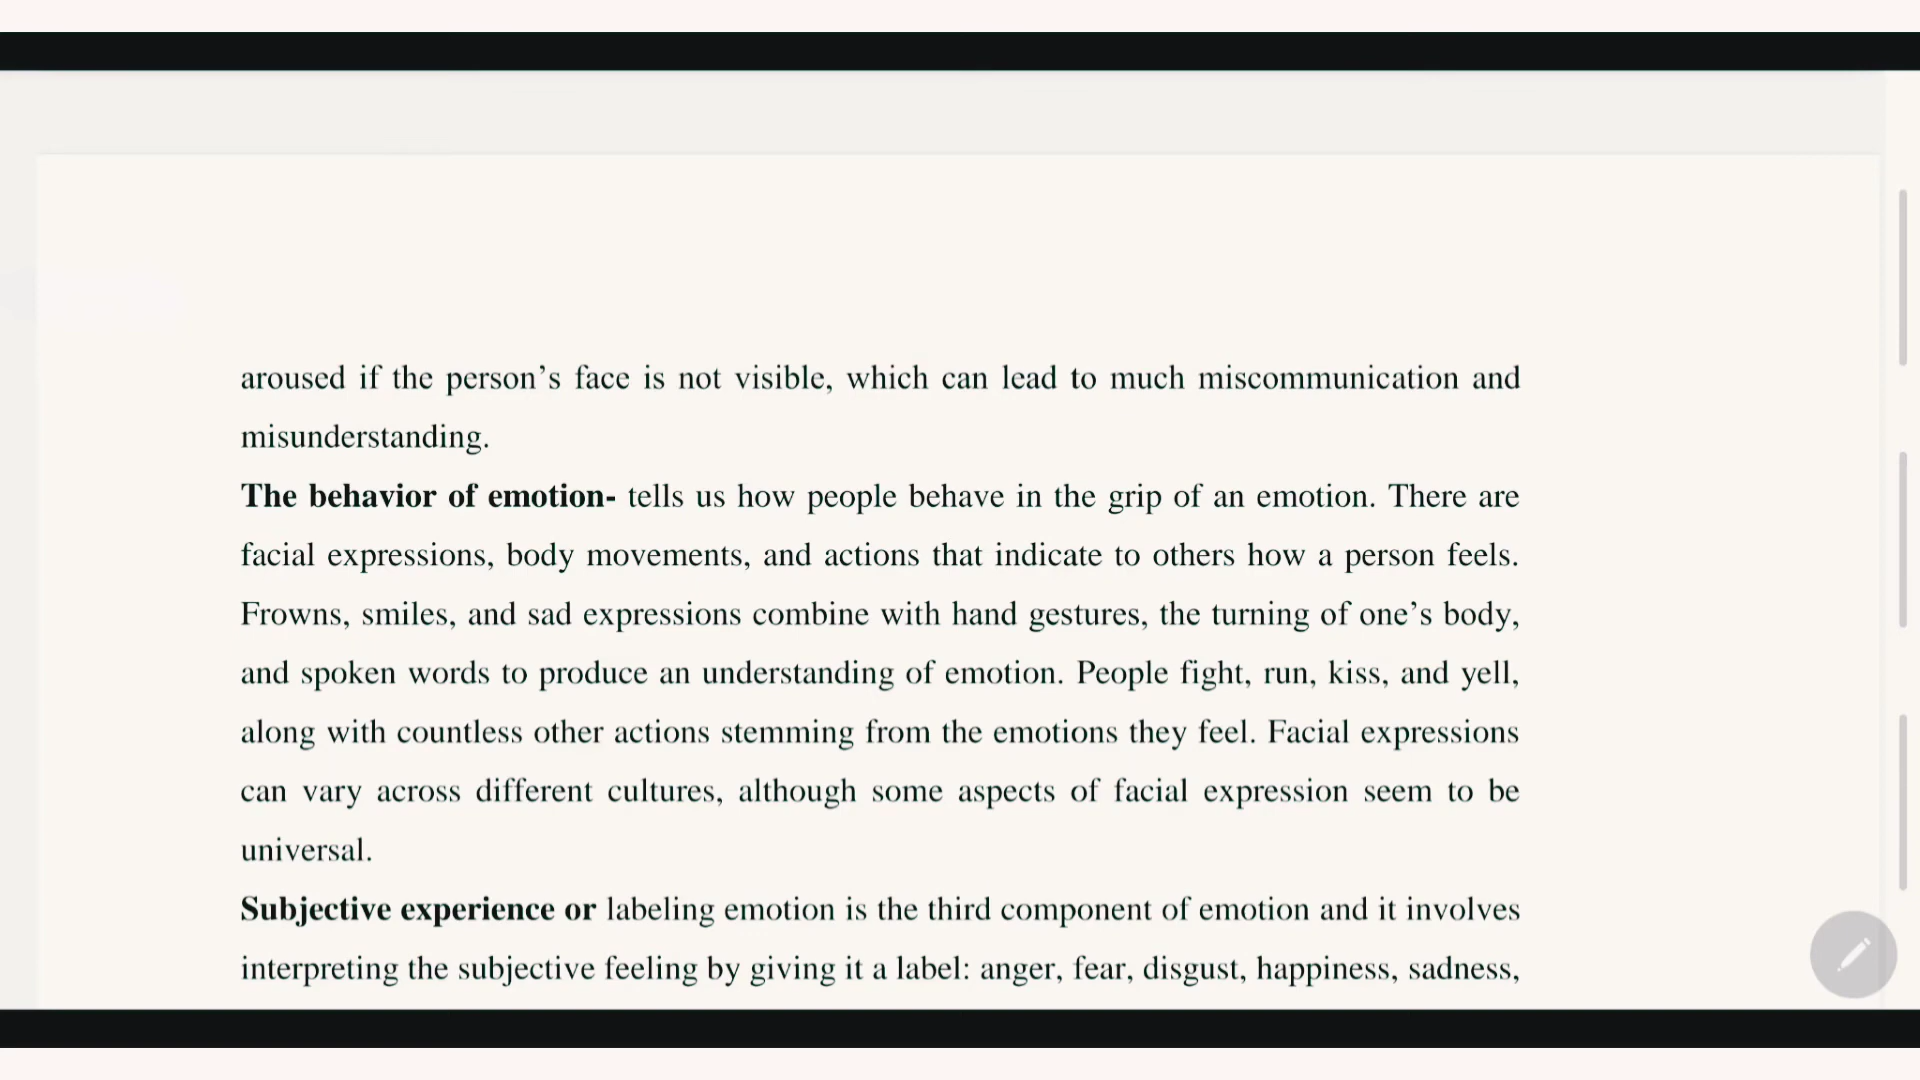 aroused if the person’s face is not visible, which can lead to much miscommunication and
misunderstanding.
The behavior of emotion- tells us how people behave in the grip of an emotion. There are
facial expressions, body movements, and actions that indicate to others how a person feels.
Frowns, smiles, and sad expressions combine with hand gestures, the turning of one’s body,
and spoken words to produce an understanding of emotion. People fight, run, kiss, and yell,
along with countless other actions stemming from the emotions they feel. Facial expressions
can vary across different cultures, although some aspects of facial expression seem to be
universal.
Subjective experience or labeling emotion is the third component of emotion and it involves
interpreting the subjective feeling by giving it a label: anger, fear, disgust, happiness, sadness,